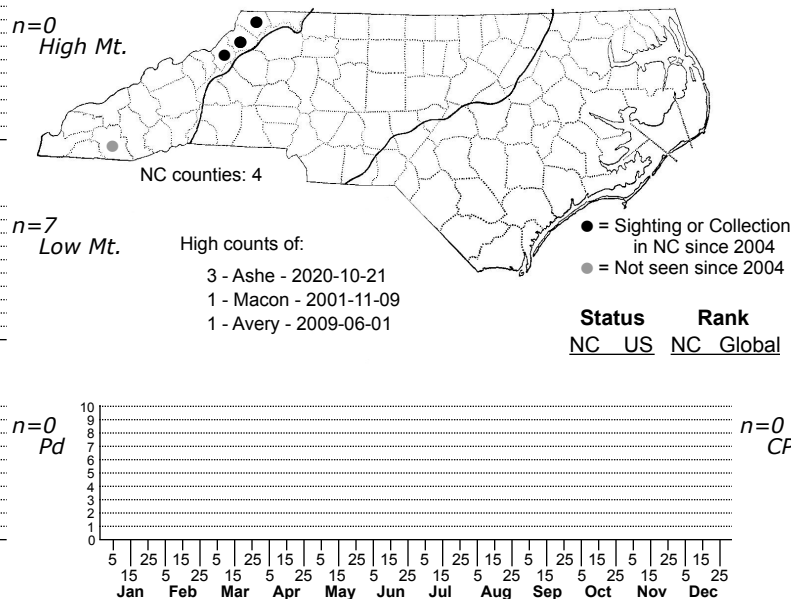 n=0
High Mt.
NC counties: 4
n=7
Low Mt.
High counts of:
3 - Ashe - 2020-10-21
1 - Macon - 2001-11-09
1 - Avery - 2009-06-01
= Sighting or Collection
in NC since 2004
= Not seen since 2004
Status Rank
NC US NC Global
n=0
Pd
10
9
8
7
6
5
4
3
2
1
0
n=0
CP
5 25 15 5 25 15 5 25 15 5 25 15 5 25 15 5 25 15
15 5 25 15 5 25 15 5 25 15 5 25 15 5 25 15 5 25
Jan Feb Mar Apr May Jun Jul Aug Sep Oct Nov Dec